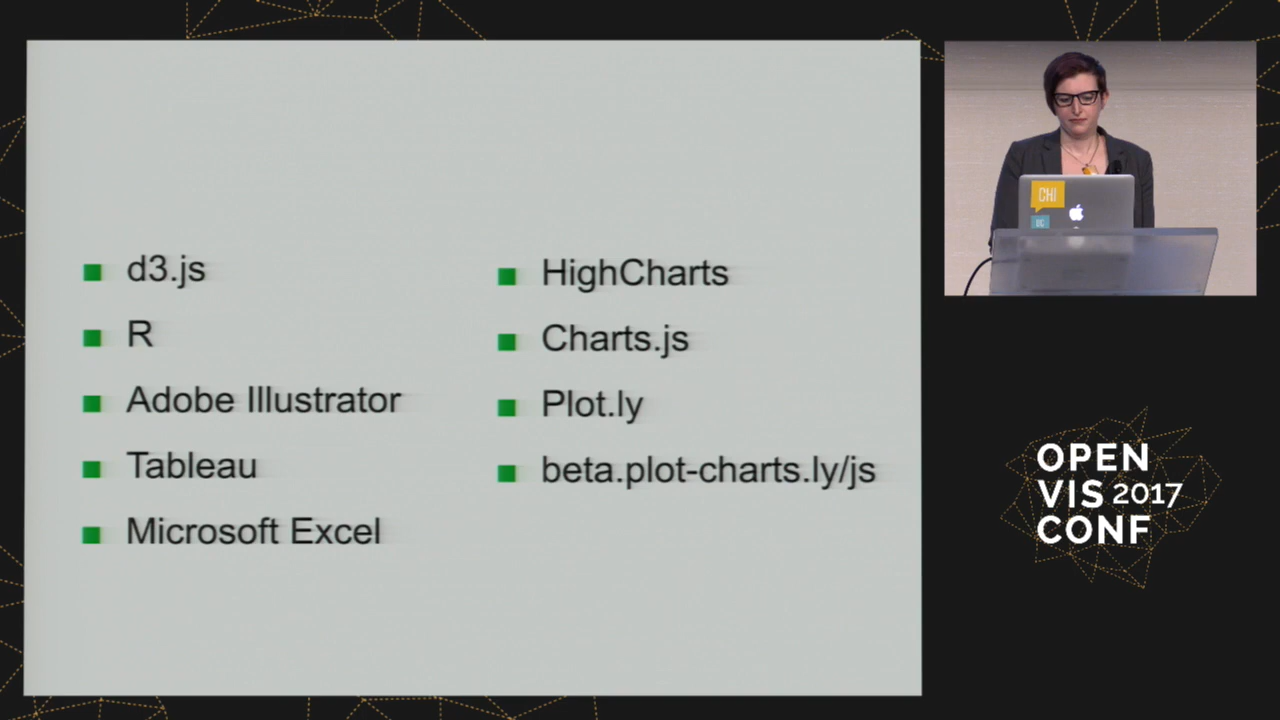 d3.js
R
Adobe Illustrator
Tableau
Microsoft Excel
HighCharts
Charts.js
Plot.ly
beta.plot-charts.ly/js
CHI
OPEN
VIS 2017
CONF